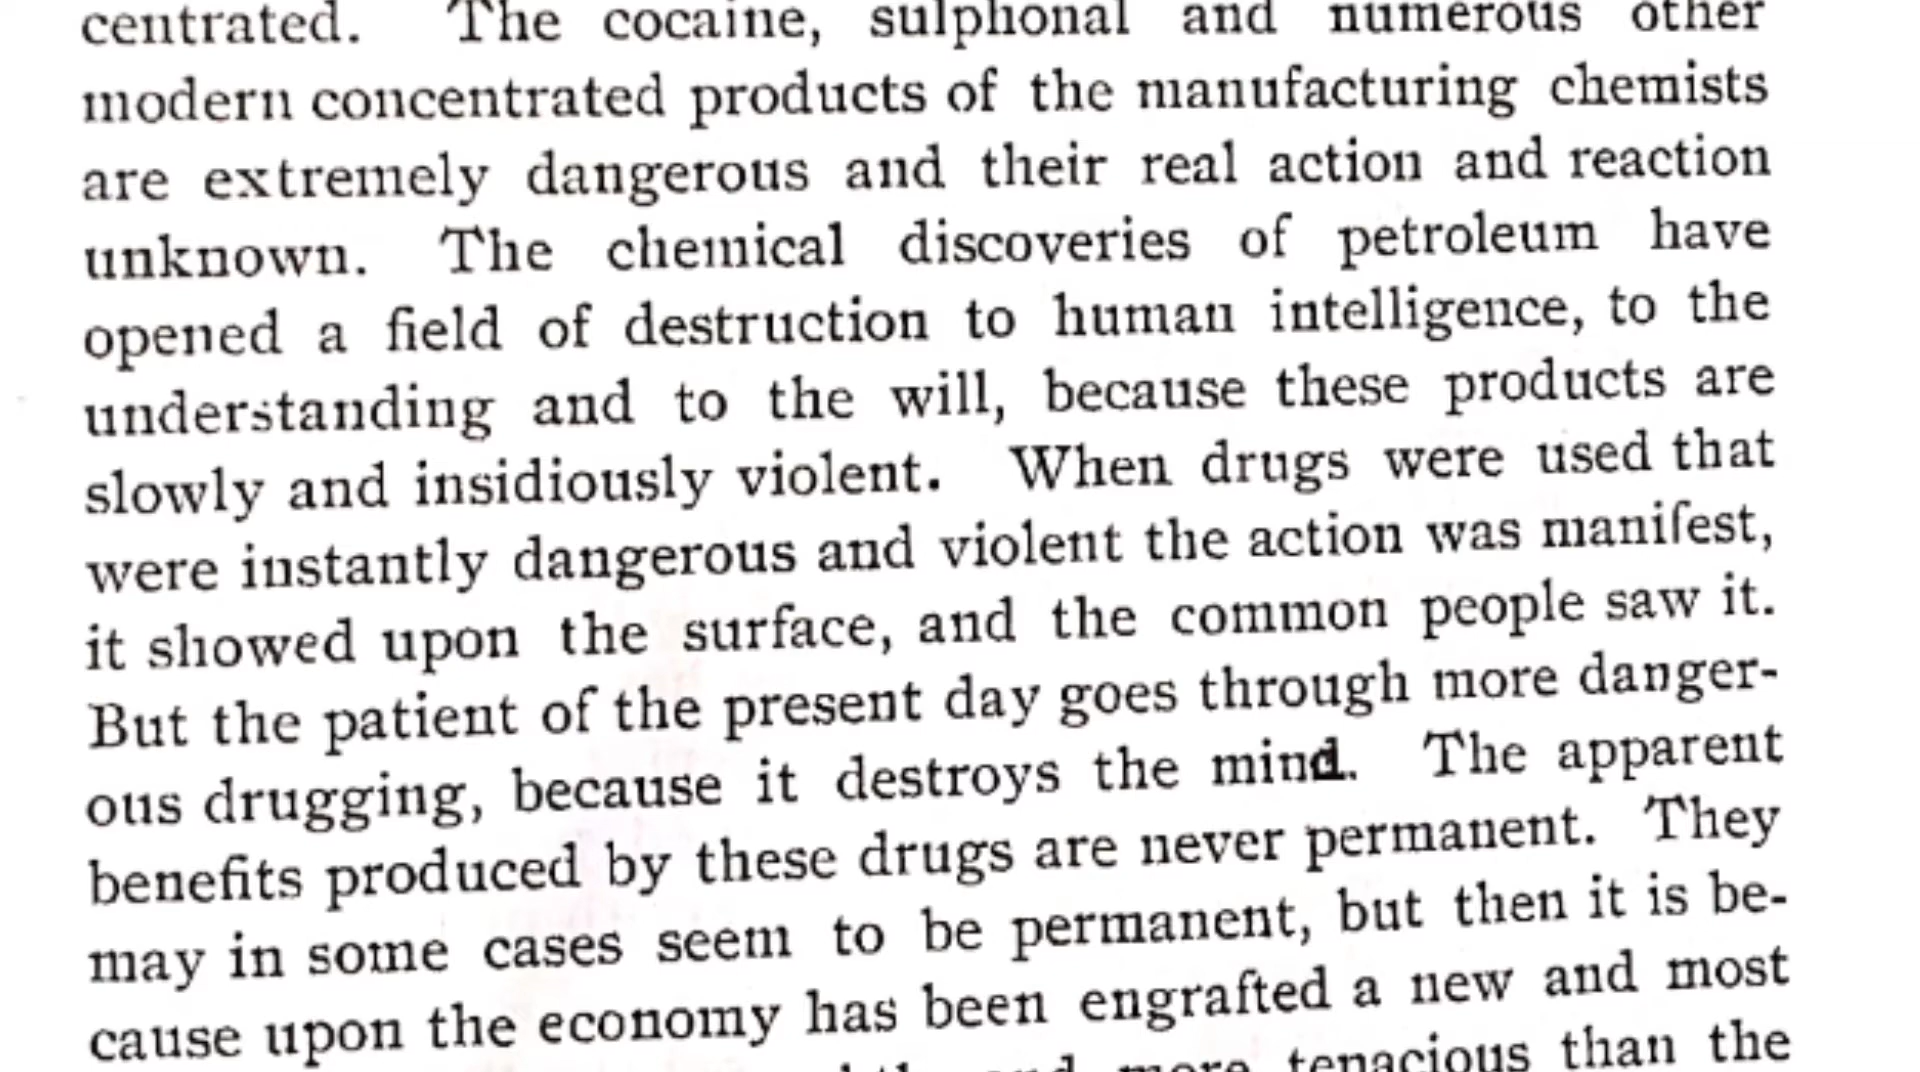 centrated. The cocaine, sulphonal and numerous other
modern concentrated products of the manufacturing chemists
are extremely dangerous and their real action and reaction
unknown. The chemical discoveries of petroleum have
opened a field of destruction to human intelligence, to the
understanding and to the will, because these products are
slowly and insidiously violent. When drugs were used that
were instantly dangerous and violent the action was manifest,
it showed upon the surface, and the common people saw it.
But the patient of the present day goes through more danger-
ous drugging, because it destroys the mind. The apparent
benefits produced by these drugs are never permanent. They
may in some cases seem to be permanent, but then it is be-
cause upon the economy has been engrafted a new and most
more tenacious than the